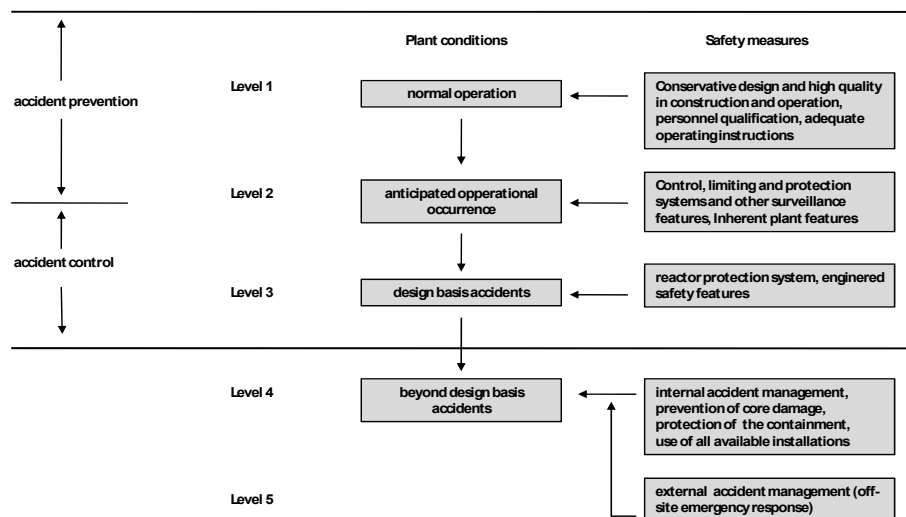 Plant conditions
Safety measures
Level 1
normal operation
Conservative design and high quality
in construction and operation,
personnel qualification, adequate
operating instructions
accident prevention
Level 2
anticipated opperational
occurrence
Control, limiting and protection
systems and other surveillance
features, Inherent plant features
accident control
Level 3
design basis accidents
reactor protection system, enginered
safety features
Level 4
beyond design basis
accidents
internal accident management,
prevention of core damage,
protection of the containment,
use of all available installations
Level 5
external accident management (off-
site emergency response)